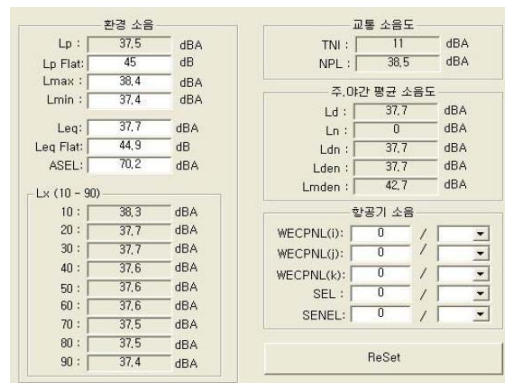 환경 소음
Lp : 37,5 dBA
Lp Flat: 45 dB
Lmax : 38,4 dBA
Lmin : 37,4 dBA
Leq: 37,7 dBA
Leq Flat: 44,9 dB
ASEL: 70,2 dBA
Lx (10 - 90)
10 : 38,3 dBA
20 : 37,7 dBA
30 : 37,7 dBA
40 : 37,6 dBA
50 : 37,6 dBA
60 : 37,6 dBA
70 : 37,5 dBA
80 : 37,5 dBA
90 : 37,4 dBA
교통 소음도
TNI : 11 dBA
NPL : 38,5 dBA
주,야간 평균 소음도
Ld : 37,7 dBA
Ln : 0 dBA
Ldn : 37,7 dBA
Lden : 37,7 dBA
Lmden : 42,7 dBA
항공기 소음
WECPNL(i): 0 /
WECPNL(j): 0 /
WECPNL(k): 0 /
SEL : 0 /
SENEL: 0 /
ReSet